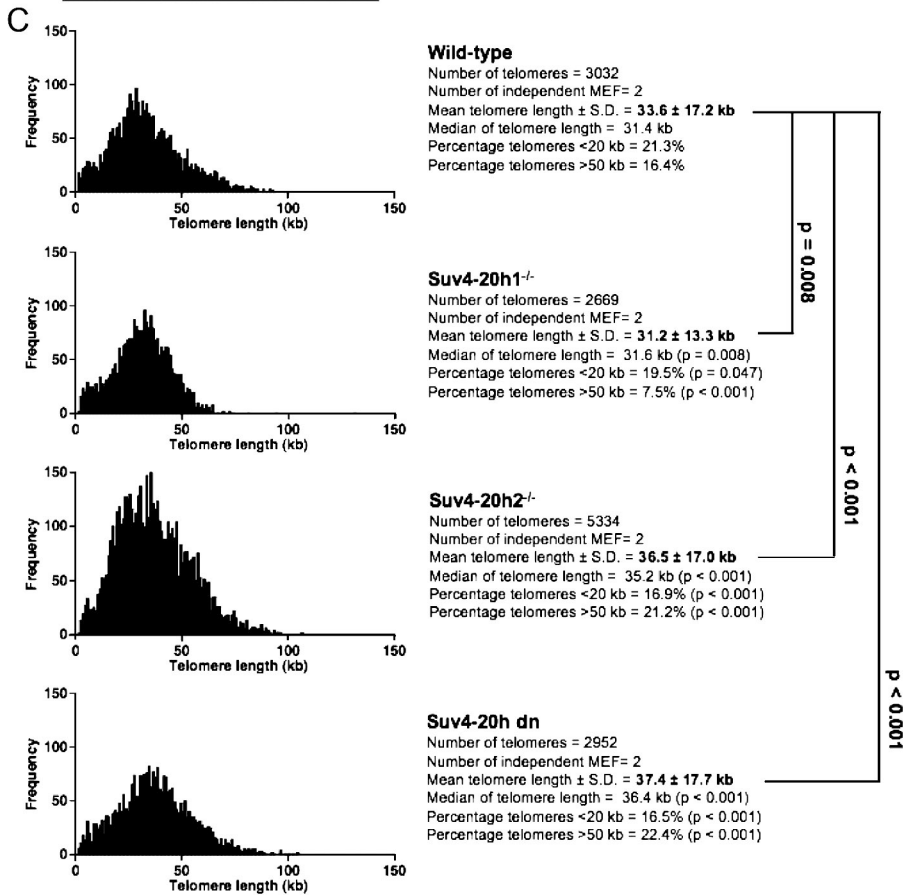 C
150
100
50
0
Frequency
0
50
100
150
Telomere length (kb)
Wild-type
Number of telomeres = 3032
Number of independent MEF= 2
Mean telomere length ± S.D. = 33.6 ± 17.2 kb
Median of telomere length = 31.4 kb
Percentage telomeres <20 kb = 21.3%
Percentage telomeres >50 kb = 16.4%
150
100
50
0
Frequency
0
50
100
150
Telomere length (kb)
Suv4-20h1-/-
Number of telomeres = 2669
Number of independent MEF= 2
Mean telomere length ± S.D. = 31.2 ± 13.3 kb
Median of telomere length = 31.6 kb (p = 0.008)
Percentage telomeres <20 kb = 19.5% (p = 0.047)
Percentage telomeres >50 kb = 7.5% (p < 0.001)
p = 0.008
150
100
50
0
Frequency
0
50
100
150
Telomere length (kb)
Suv4-20h2-/-
Number of telomeres = 5334
Number of independent MEF= 2
Mean telomere length ± S.D. = 36.5 ± 17.0 kb
Median of telomere length = 35.2 kb (p < 0.001)
Percentage telomeres <20 kb = 16.9% (p < 0.001)
Percentage telomeres >50 kb = 21.2% (p < 0.001)
p < 0.001
150
100
50
0
Frequency
0
50
100
150
Telomere length (kb)
Suv4-20h dn
Number of telomeres = 2952
Number of independent MEF= 2
Mean telomere length ± S.D. = 37.4 ± 17.7 kb
Median of telomere length = 36.4 kb (p < 0.001)
Percentage telomeres <20 kb = 16.5% (p < 0.001)
Percentage telomeres >50 kb = 22.4% (p < 0.001)
p < 0.001